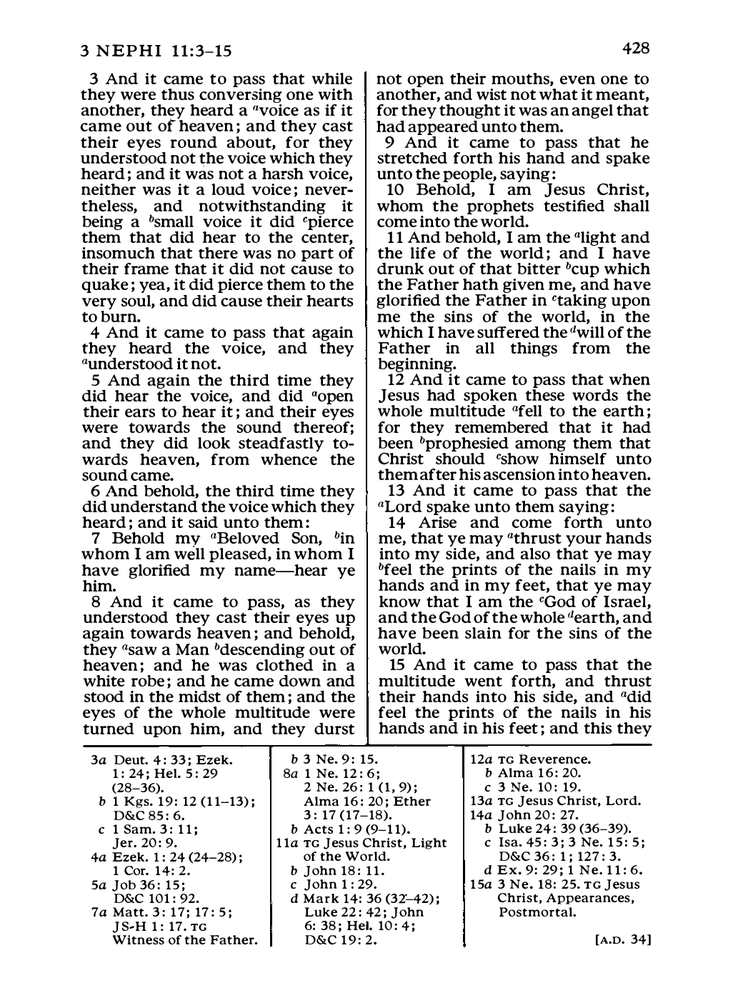 3 NEPHI 11:3–15
428
3 And it came to pass that while
they were thus conversing one with
another, they heard a avoice as if it
came out of heaven; and they cast
their eyes round about, for they
understood not the voice which they
heard; and it was not a harsh voice,
neither was it a loud voice; never-
theless, and notwithstanding it
being a bsmall voice it did cpierce
them that did hear to the center,
insomuch that there was no part of
their frame that it did not cause to
quake; yea, it did pierce them to the
very soul, and did cause their hearts
to burn.
4 And it came to pass that again
they heard the voice, and they
aunderstood it not.
5 And again the third time they
did hear the voice, and did aopen
their ears to hear it; and their eyes
were towards the sound thereof;
and they did look steadfastly to-
wards heaven, from whence the
sound came.
6 And behold, the third time they
did understand the voice which they
heard; and it said unto them:
7 Behold my aBeloved Son, bin
whom I am well pleased, in whom I
have glorified my name—hear ye
him.
8 And it came to pass, as they
understood they cast their eyes up
again towards heaven; and behold,
they asaw a Man bdescending out of
heaven; and he was clothed in a
white robe; and he came down and
stood in the midst of them; and the
eyes of the whole multitude were
turned upon him, and they durst
not open their mouths, even one to
another, and wist not what it meant,
for they thought it was an angel that
had appeared unto them.
9 And it came to pass that he
stretched forth his hand and spake
unto the people, saying:
10 Behold, I am Jesus Christ,
whom the prophets testified shall
come into the world.
11 And behold, I am the alight and
the life of the world; and I have
drunk out of that bitter bcup which
the Father hath given me, and have
glorified the Father in ctaking upon
me the sins of the world, in the
which I have suffered the dwill of the
Father in all things from the
beginning.
12 And it came to pass that when
Jesus had spoken these words the
whole multitude afell to the earth;
for they remembered that it had
been bprophesied among them that
Christ should cshow himself unto
them after his ascension into heaven.
13 And it came to pass that the
aLord spake unto them saying:
14 Arise and come forth unto
me, that ye may athrust your hands
into my side, and also that ye may
bfeel the prints of the nails in my
hands and in my feet, that ye may
know that I am the cGod of Israel,
and the God of the whole dearth, and
have been slain for the sins of the
world.
15 And it came to pass that the
multitude went forth, and thrust
their hands into his side, and adid
feel the prints of the nails in his
hands and in his feet; and this they
3a Deut. 4: 33; Ezek.
1: 24; Hel. 5: 29
(28–36).
b 1 Kgs. 19: 12 (11–13);
D&C 85: 6.
c 1 Sam. 3: 11;
Jer. 20: 9.
4a Ezek. 1: 24 (24–28);
1 Cor. 14: 2.
5a Job 36: 15;
D&C 101: 92.
7a Matt. 3: 17; 17: 5;
JS-H 1: 17. TG
Witness of the Father.
b 3 Ne. 9: 15.
8a 1 Ne. 12: 6;
2 Ne. 26: 1 (1, 9);
Alma 16: 20; Ether
3: 17 (17–18).
b Acts 1: 9 (9–11).
11a TG Jesus Christ, Light
of the World.
b John 18: 11.
c John 1: 29.
d Mark 14: 36 (32–42);
Luke 22: 42; John
6: 38; Hel. 10: 4;
D&C 19: 2.
12a TG Reverence.
b Alma 16: 20.
c 3 Ne. 10: 19.
13a TG Jesus Christ, Lord.
14a John 20: 27.
b Luke 24: 39 (36–39).
c Isa. 45: 3; 3 Ne. 15: 5;
D&C 36: 1; 127: 3.
d Ex. 9: 29; 1 Ne. 11: 6.
15a 3 Ne. 18: 25. TG Jesus
Christ, Appearances,
Postmortal.
[A.D. 34]